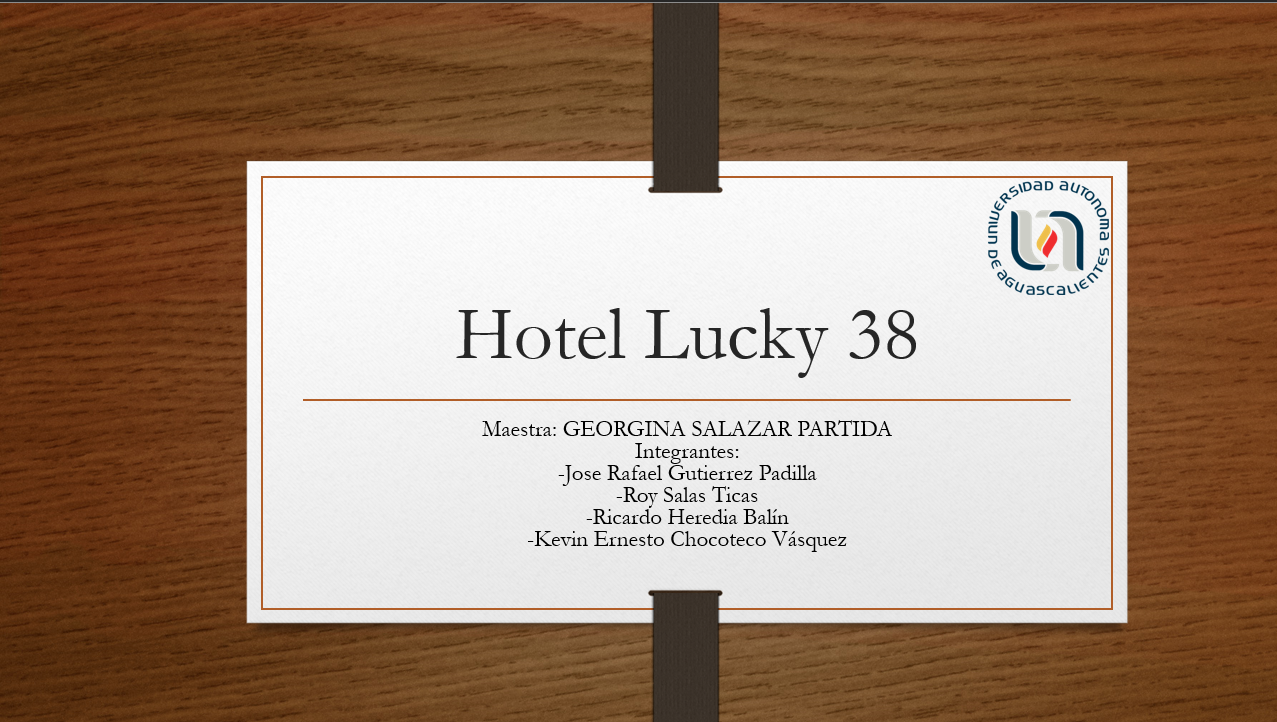 UNIVERSIDAD AUTONOMA DE AGUASCALIENTES
Hotel Lucky 38
Maestra: GEORGINA SALAZAR PARTIDA
Integrantes:
-Jose Rafael Gutierrez Padilla
-Roy Salas Ticas
-Ricardo Heredia Balín
-Kevin Ernesto Chocoteco Vásquez